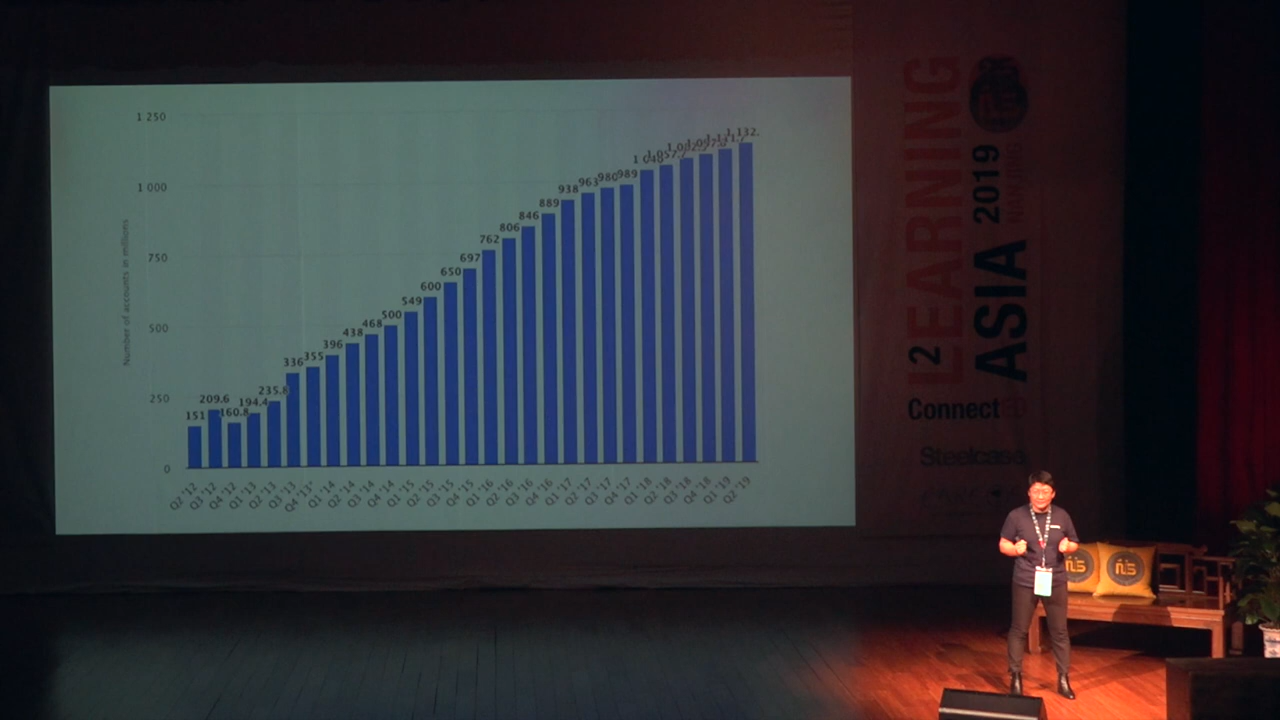 1 250
1 000
750
500
250
0
Number of accounts in millions
151
209.6
160.8
194.4
235.8
336
355
396
438
468
500
549
600
650
697
762
806
846
889
938
963
980
989
1 040
1 132.
Q2 '12
Q3 '12
Q4 '12
Q1 '13
Q2 '13
Q3 '13
Q4 '13*
Q1 '14
Q2 '14
Q3 '14
Q4 '14
Q1 '15
Q2 '15
Q3 '15
Q4 '15
Q1 '16
Q2 '16
Q3 '16
Q4 '16
Q1 '17
Q2 '17
Q3 '17
Q4 '17
Q1 '18
Q2 '18
Q3 '18
Q4 '18
Q1 '19
Q2 '19
L2EARNING
ASIA 2019
Connect
Steelcase